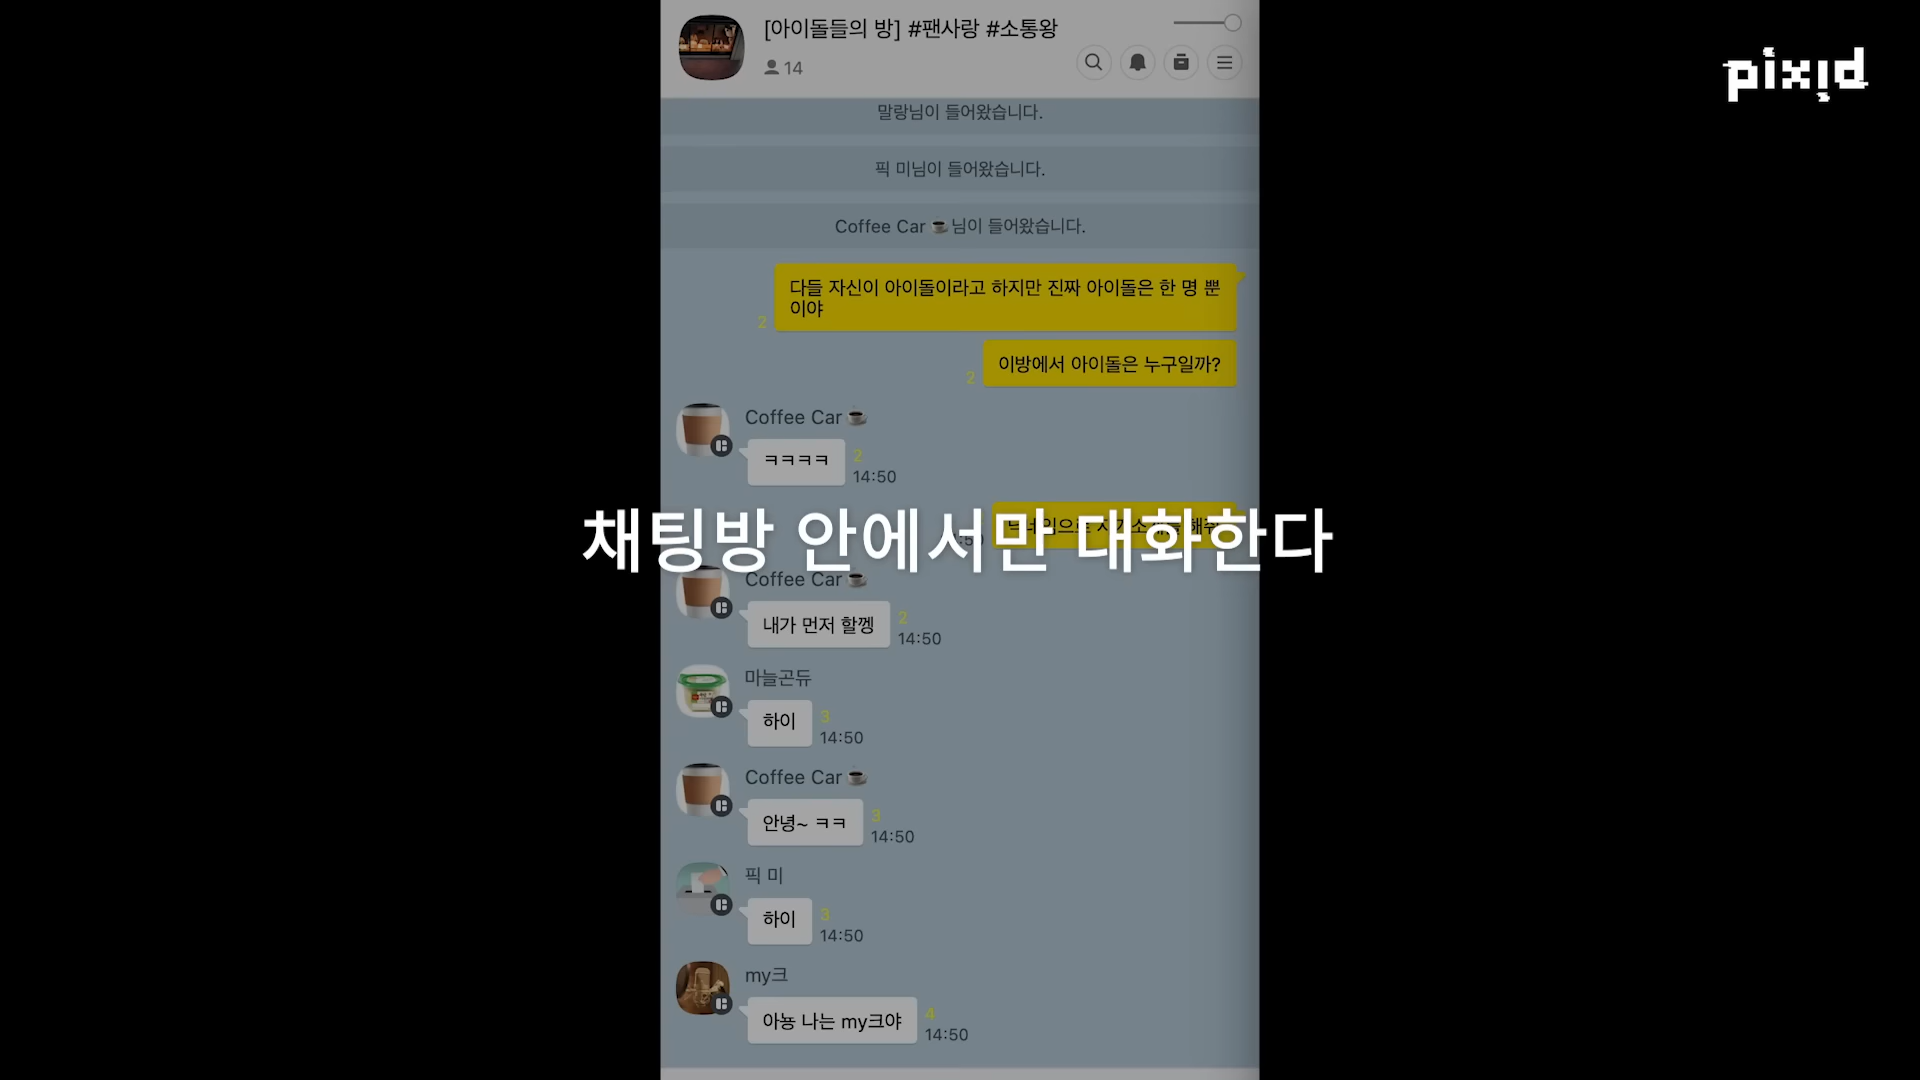 [아이돌들의 방] #팬사랑 #소통왕
14
pixid
말랑님이 들어왔습니다.
픽 미님이 들어왔습니다.
Coffee Car ☕님이 들어왔습니다.
다들 자신이 아이돌이라고 하지만 진짜 아이돌은 한 명 뿐
이야
2
이방에서 아이돌은 누구일까?
2
Coffee Car ☕
ㅋㅋㅋㅋ
2
14:50
채팅방 안에서만 대화한다
Coffee Car ☕
내가 먼저 할껭
2
14:50
마늘곤듀
하이
3
14:50
Coffee Car ☕
안녕~ ㅋㅋ
3
14:50
픽 미
하이
3
14:50
my크
아눙 나는 my크야
4
14:50